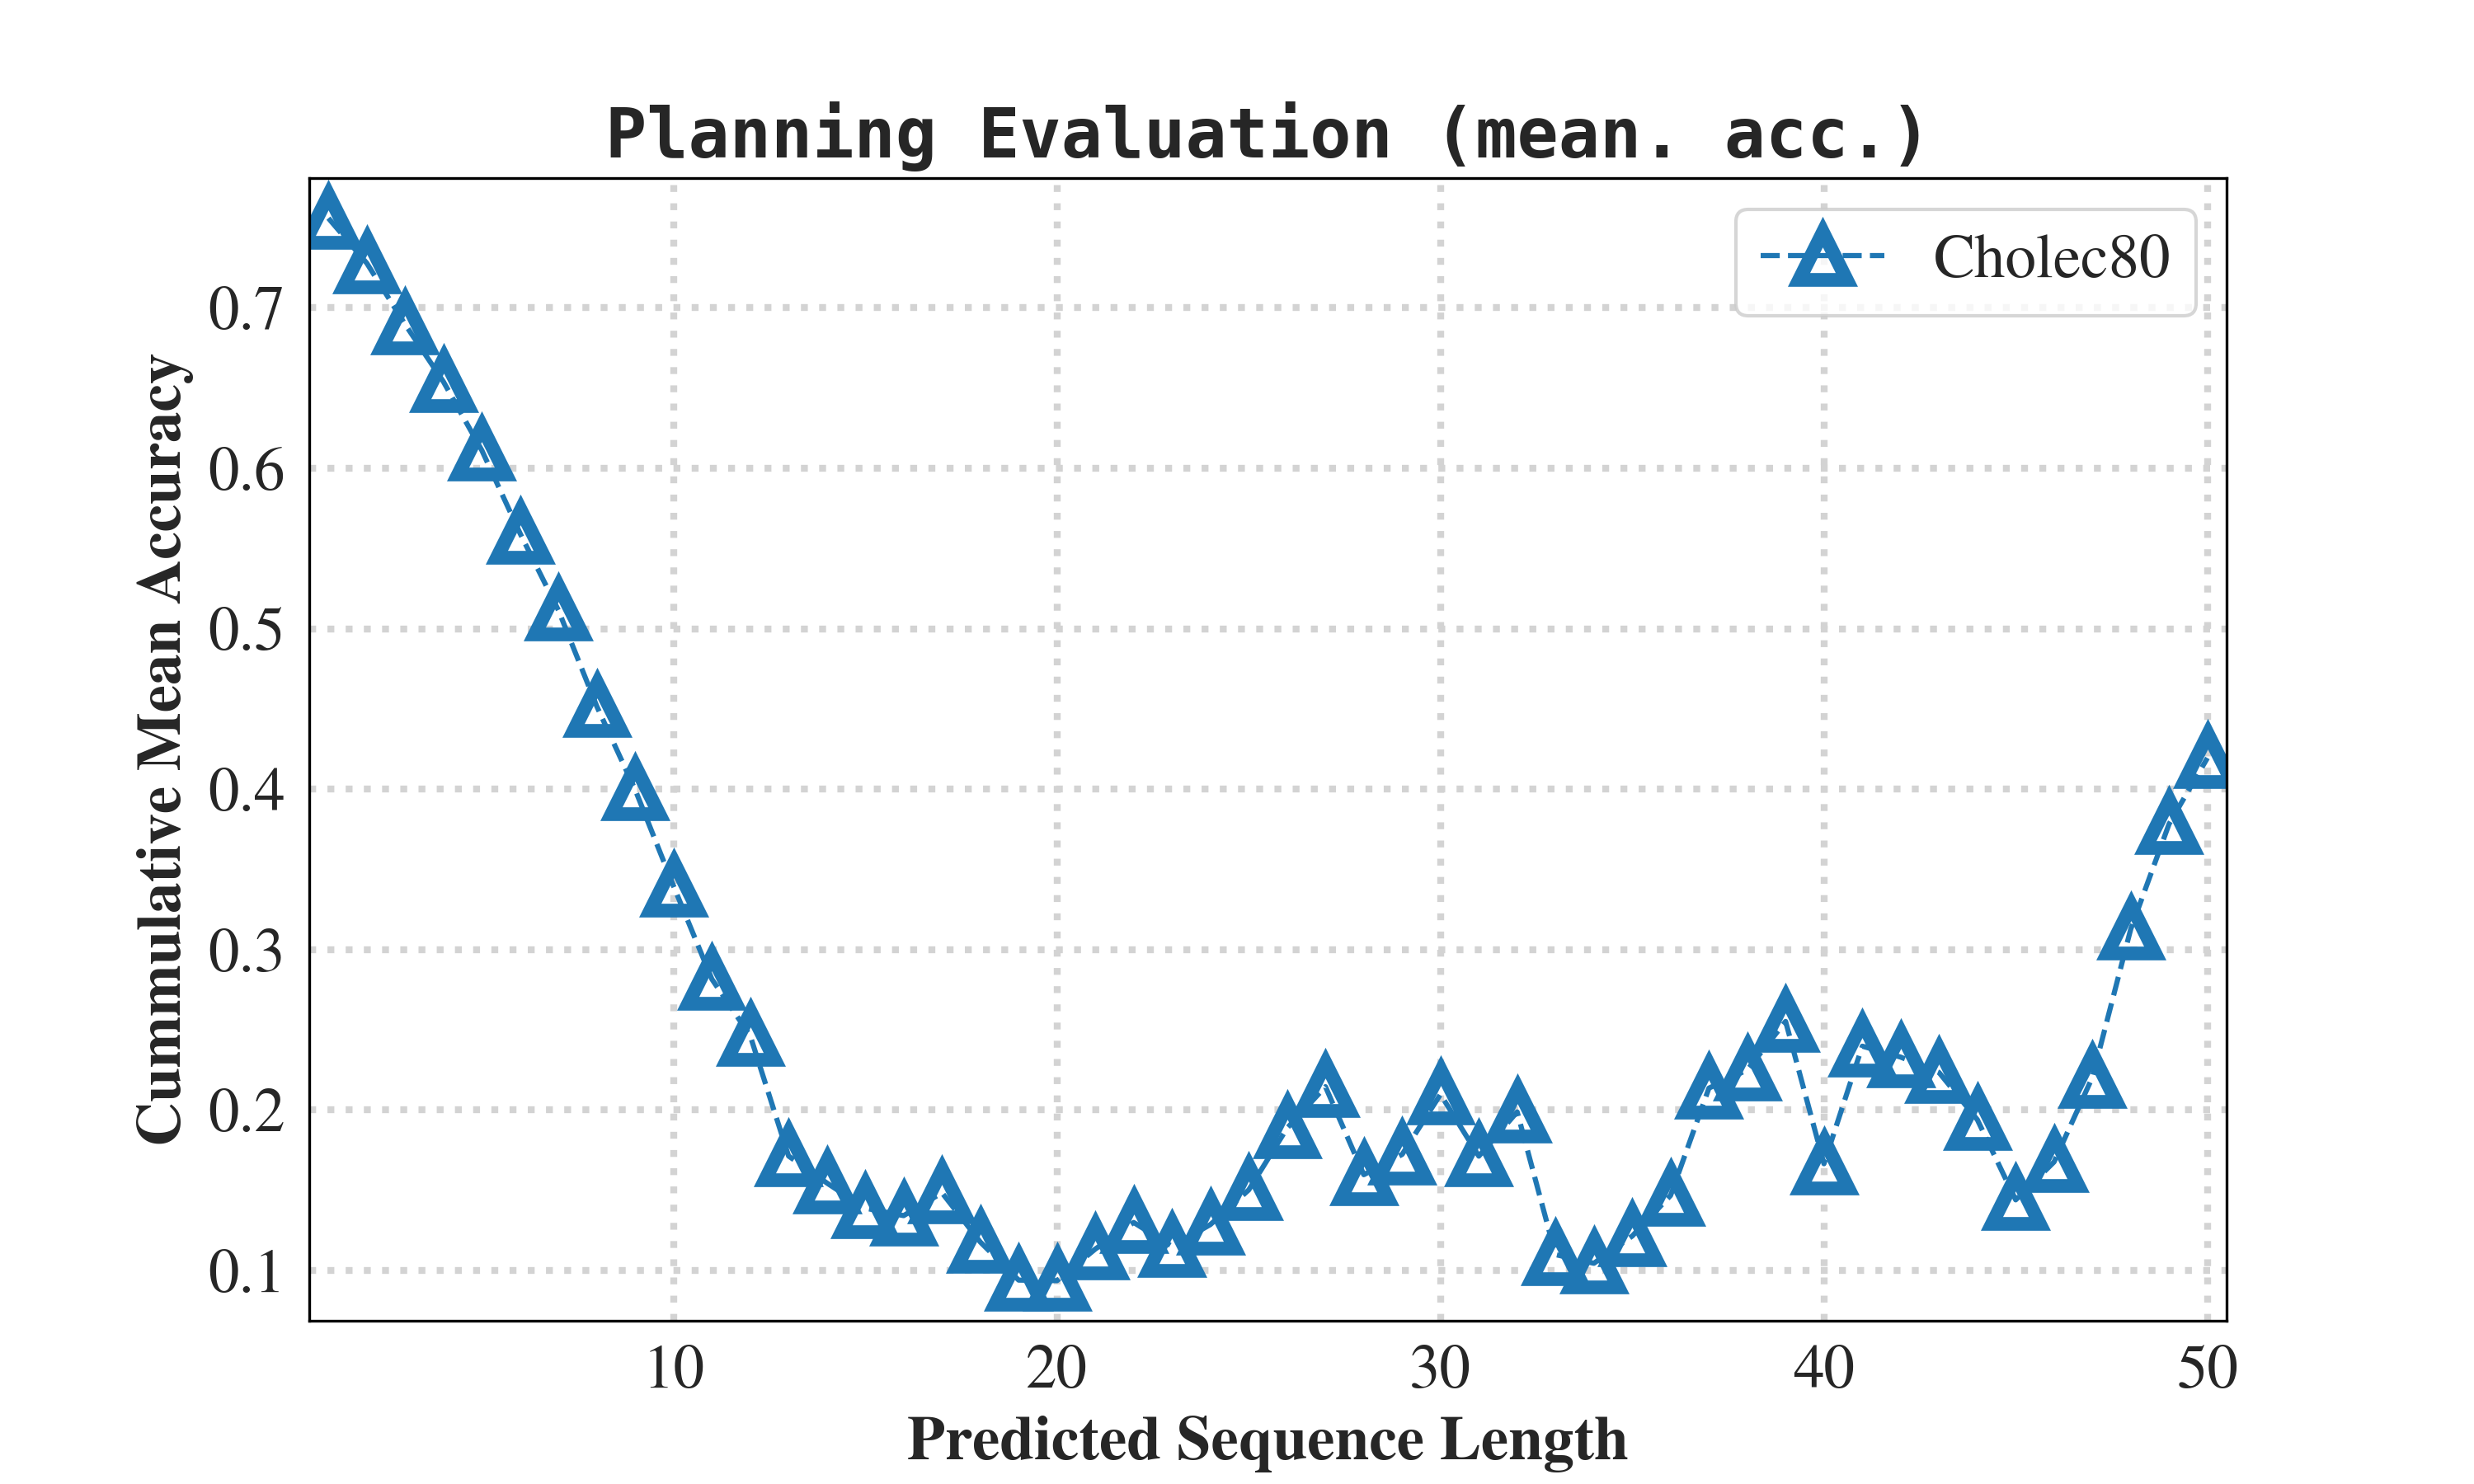 Planning Evaluation (mean. acc.)
Cholec80
Cummulative Mean Accuracy
0.7
0.6
0.5
0.4
0.3
0.2
0.1
10 20 30 40 50
Predicted Sequence Length